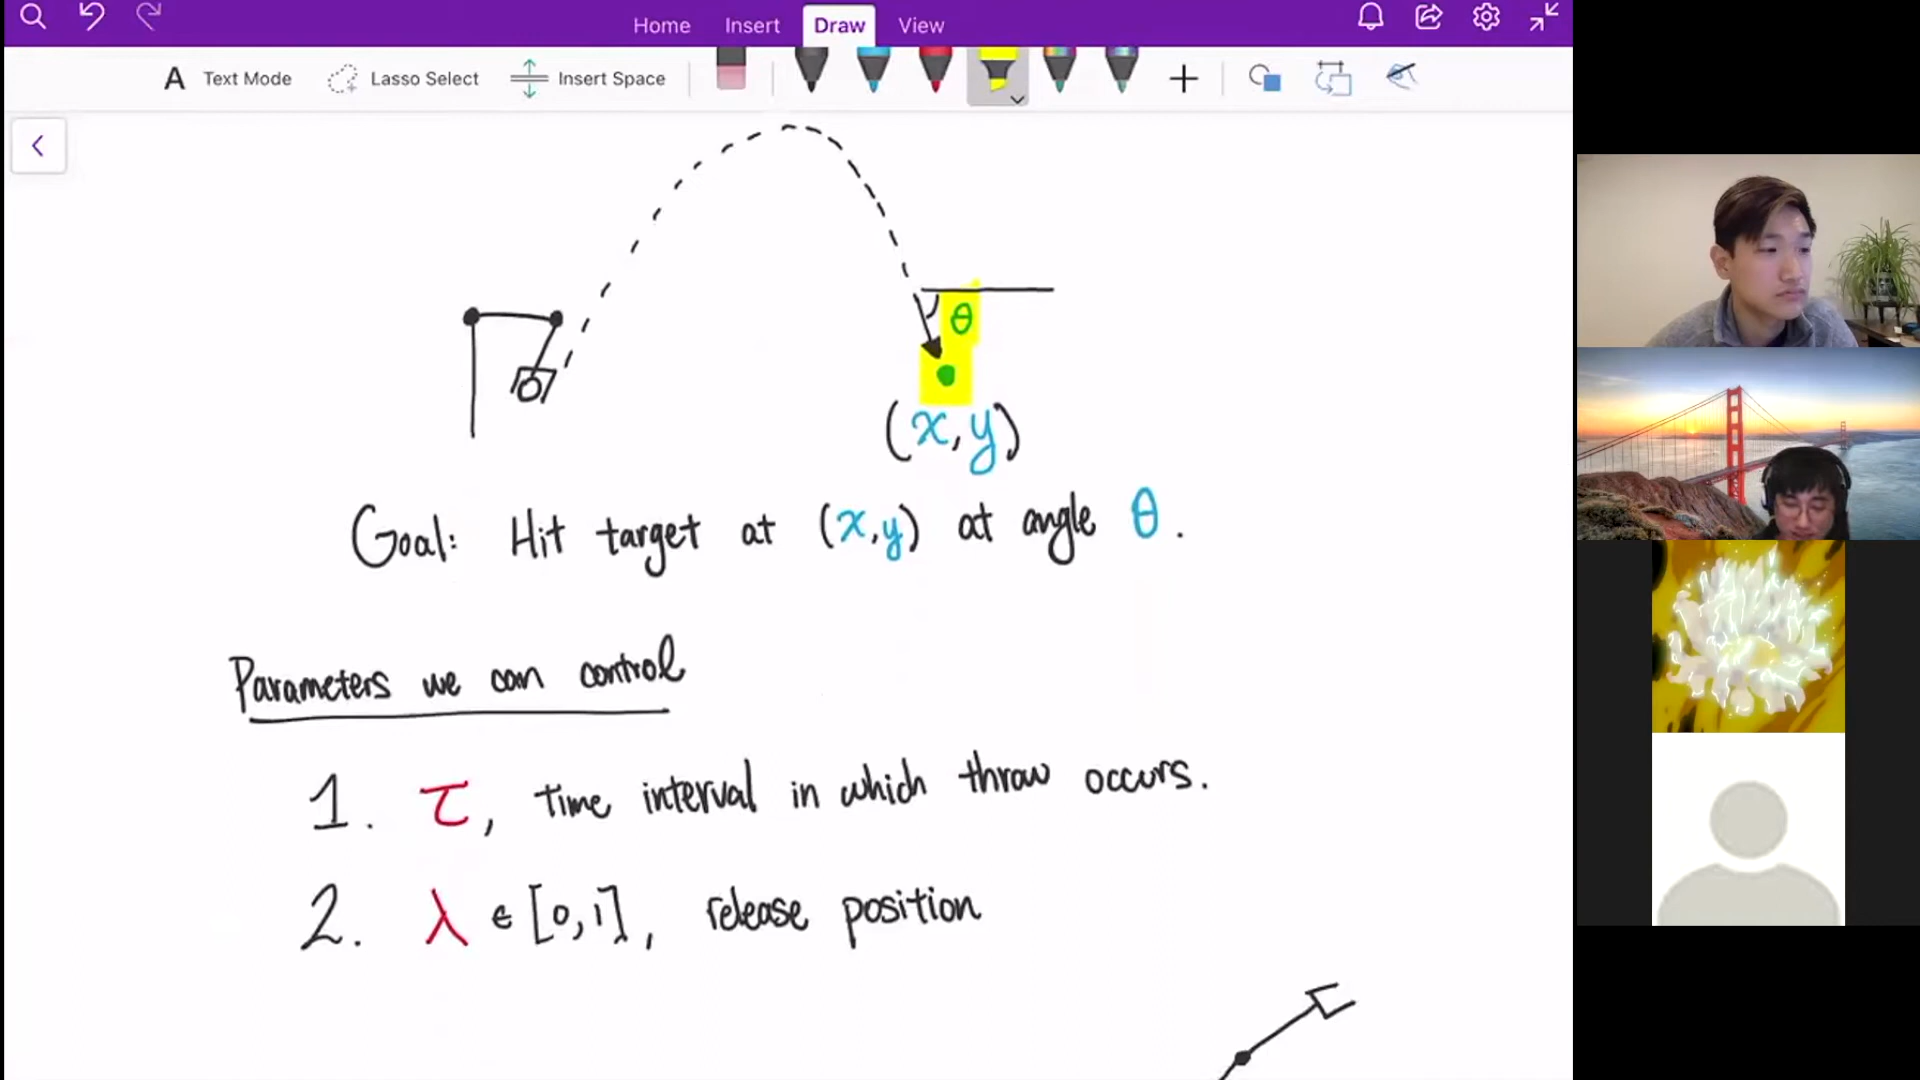 Home Insert Draw View
A Text Mode Lasso Select Insert Space
θ
(x,y)
Goal: Hit target at (x,y) at angle θ.
Parameters we can control
1. τ, time interval in which throw occurs.
2. λ ∈ [0,1], release position